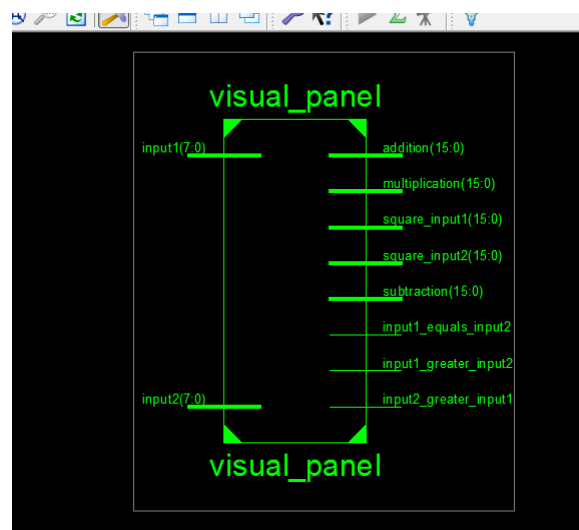 visual_panel
input1(7:0)
addition(15:0)
multiplication(15:0)
square_input1(15:0)
square_input2(15:0)
subtraction(15:0)
input1_equals_input2
input1_greater_input2
input2(7:0)
input2_greater_input1
visual_panel